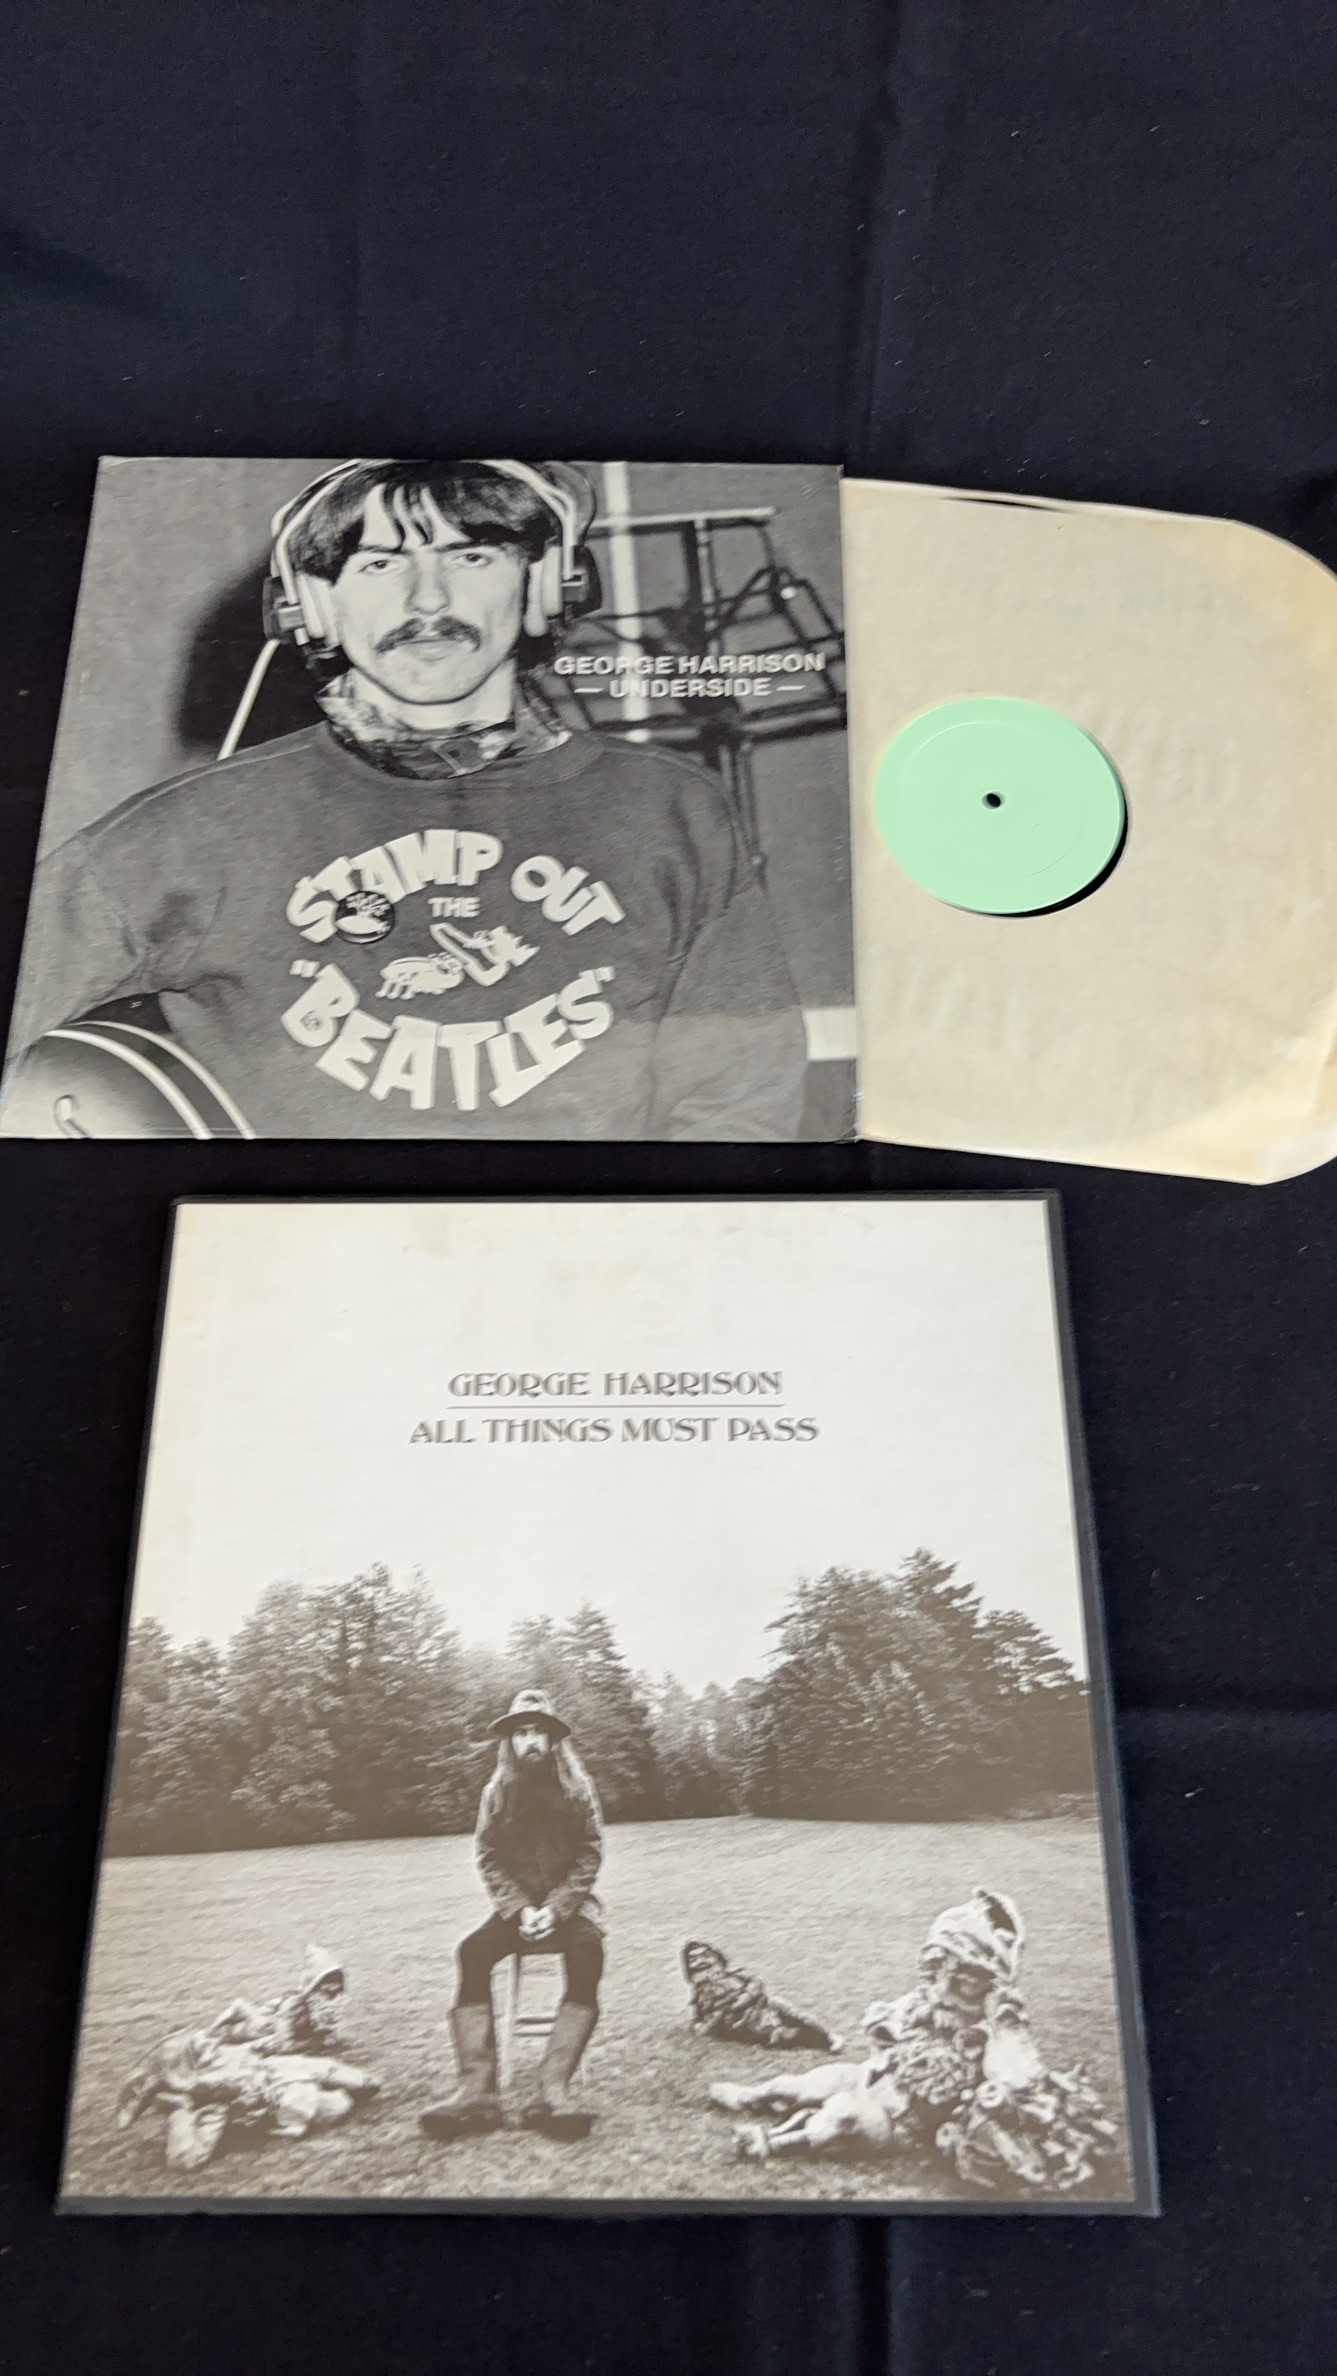 GEORGE HARRISON
— UNDERSIDE —
STAMP OUT
THE
"BEATLES"
GEORGE HARRISON
ALL THINGS MUST PASS